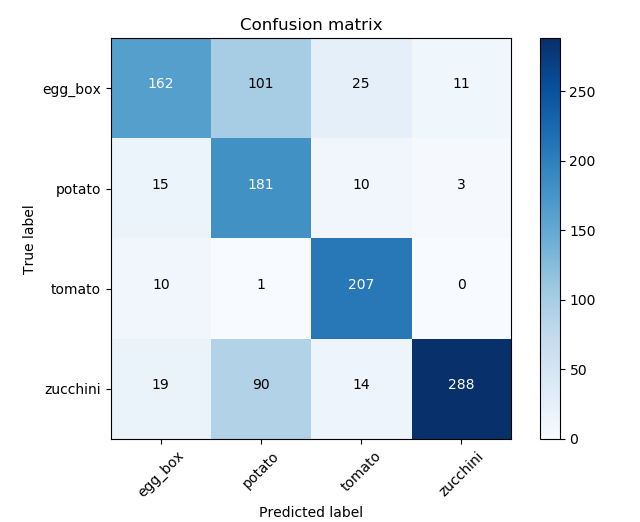 Confusion matrix
egg_box 162 101 25 11
potato 15 181 10 3
tomato 10 1 207 0
zucchini 19 90 14 288
egg_box potato tomato zucchini
Predicted label
True label
250
200
150
100
50
0